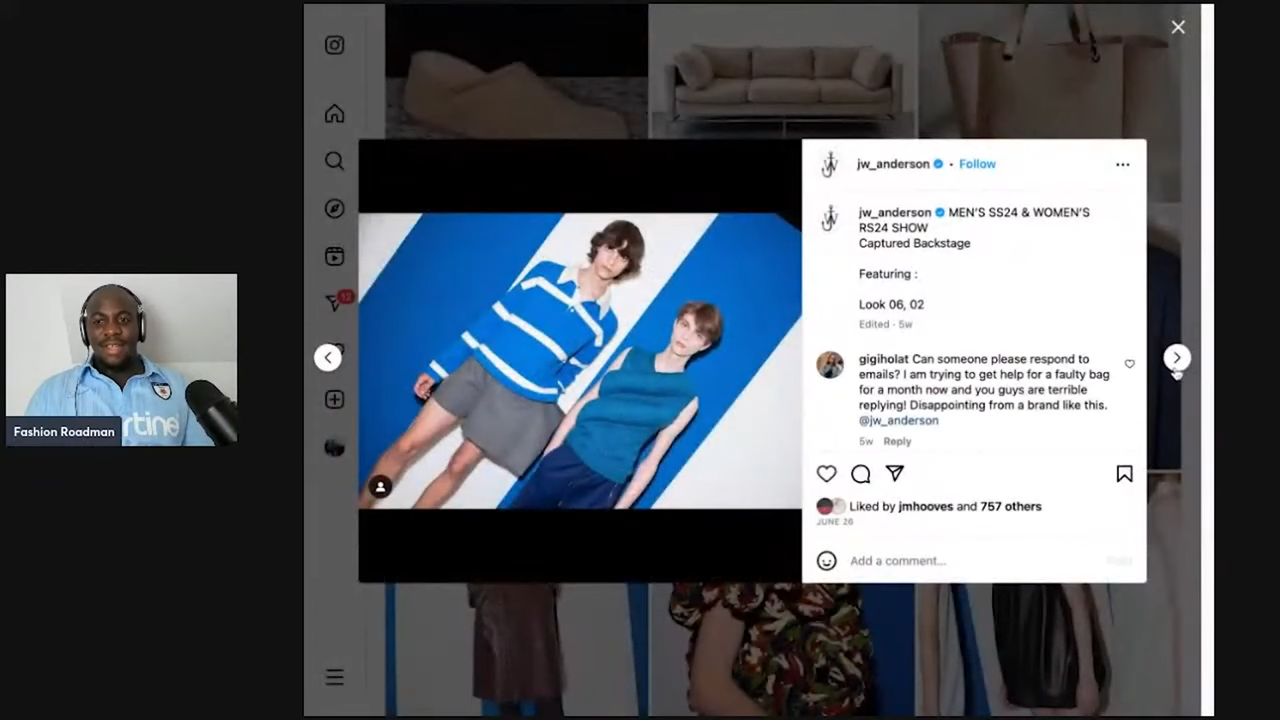 jw_anderson • Follow
jw_anderson MEN'S SS24 & WOMEN'S
RS24 SHOW
Captured Backstage
Featuring :
Look 06, 02
Edited · 5w
gigiholat Can someone please respond to
emails? I am trying to get help for a faulty bag
for a month now and you guys are terrible
replying! Disappointing from a brand like this.
@jw_anderson
5w Reply
Liked by jmhooves and 757 others
JUNE 26
Add a comment...
12
rtine
Fashion Roadman